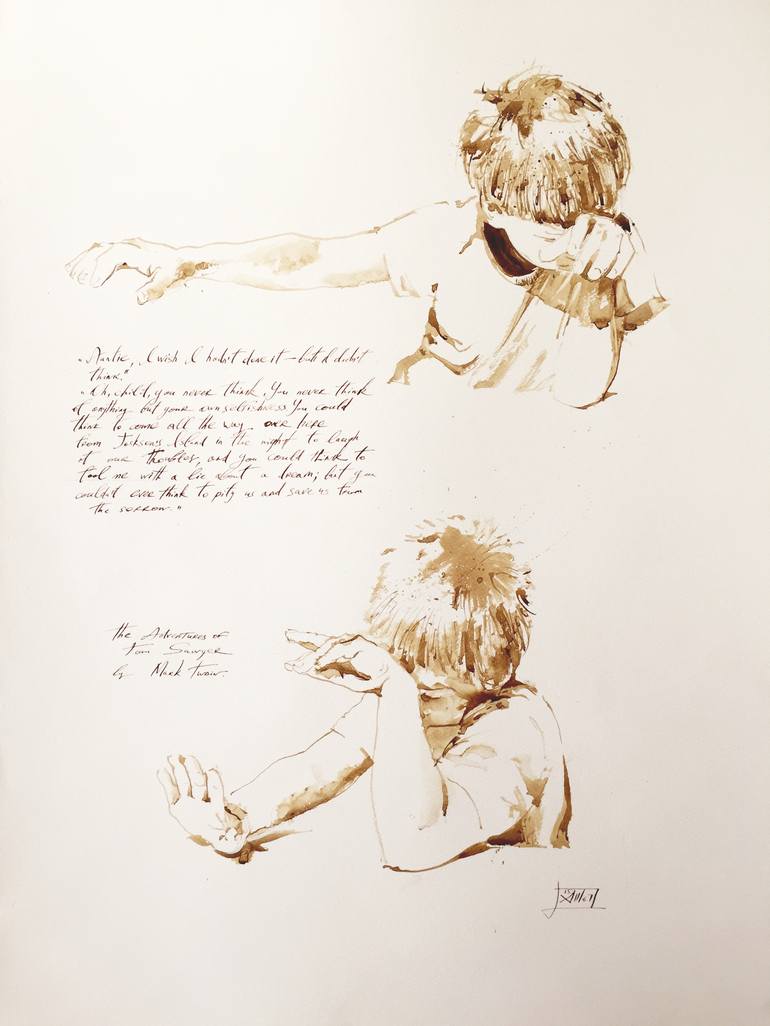 „Auntie, I wish I hadn't done it – but I didn't
think."
„Oh, child, you never think. You never think
of anything but your own selfishness You could
think to come all the way over here
from Jackson's Island in the night to laugh
at our troubles, and you could think to
fool me with a lie about a dream; but you
couldn't ever think to pity us and save us from
the sorrow."
the Adventures of
Tom Sawyer
by Mark Twain.